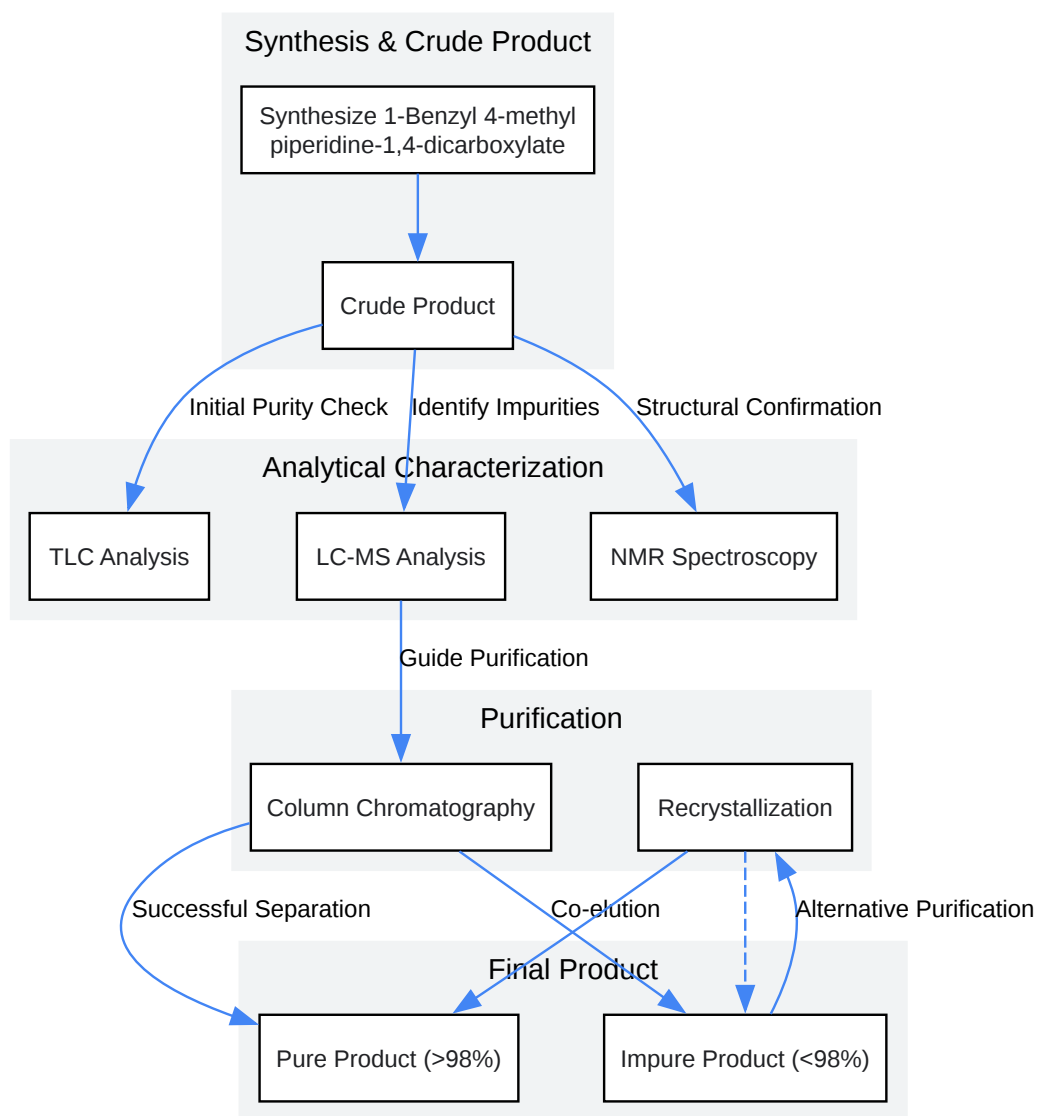 Synthesis & Crude Product
Synthesize 1-Benzyl 4-methyl
piperidine-1,4-dicarboxylate
Crude Product
Initial Purity Check
Identify Impurities
Structural Confirmation
Analytical Characterization
TLC Analysis
LC-MS Analysis
NMR Spectroscopy
Guide Purification
Purification
Column Chromatography
Recrystallization
Successful Separation
Co-elution
Alternative Purification
Final Product
Pure Product (>98%)
Impure Product (<98%)